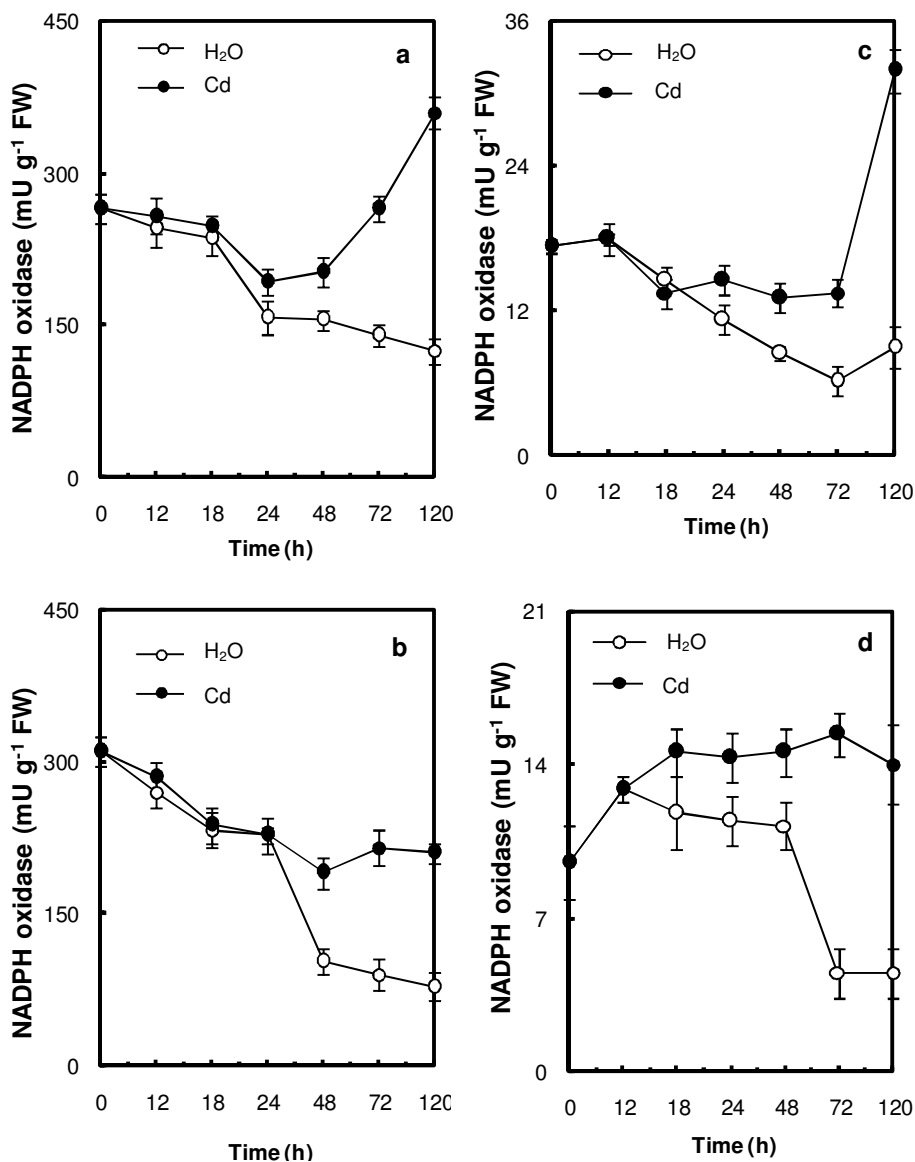 NADPH oxidase (mU g⁻¹ FW)
450
300
150
0
H₂O
Cd
a
0 12 18 24 48 72 120
Time (h)
NADPH oxidase (mU g⁻¹ FW)
36
24
12
0
H₂O
Cd
c
0 12 18 24 48 72 120
Time (h)
NADPH oxidase (mU g⁻¹ FW)
450
300
150
0
H₂O
Cd
b
0 12 18 24 48 72 120
Time (h)
NADPH oxidase (mU g⁻¹ FW)
21
14
7
0
H₂O
Cd
d
0 12 18 24 48 72 120
Time (h)